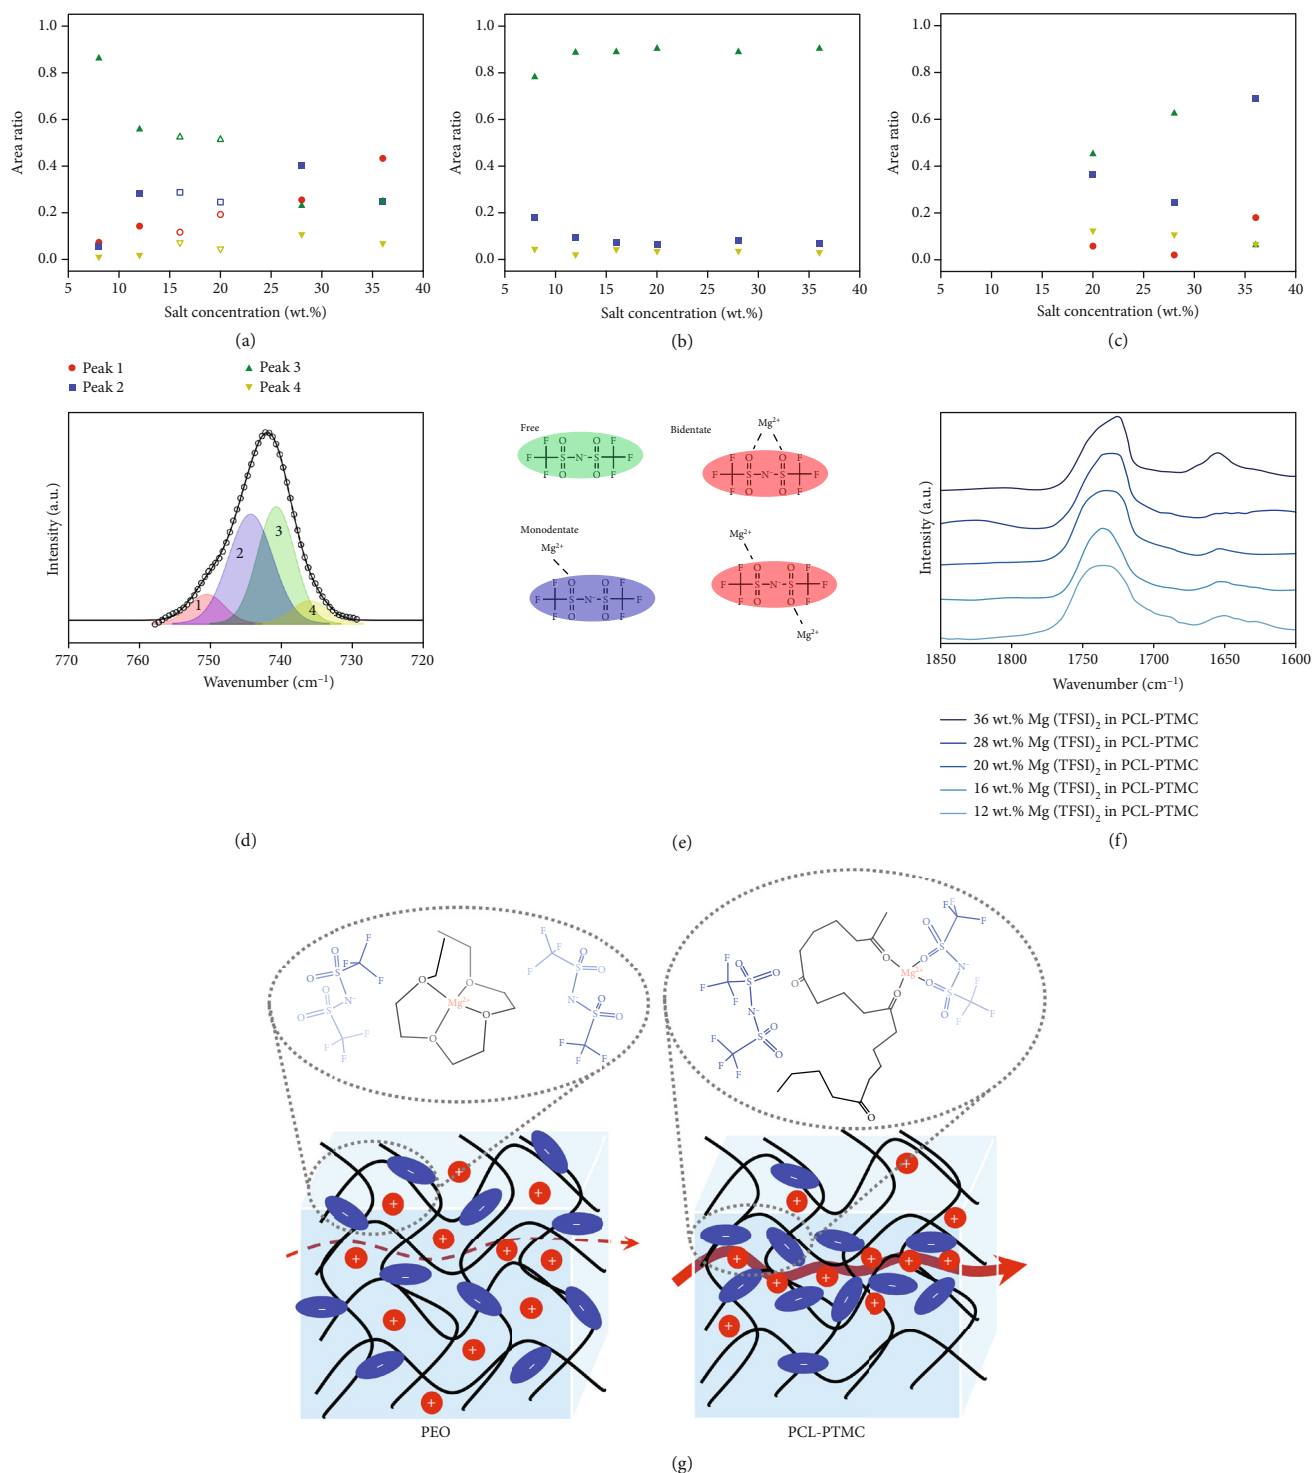 1.0 1.0 1.0
0.8 0.8 0.8
0.6 0.6 0.6
0.4 0.4 0.4
0.2 0.2 0.2
0.0 0.0 0.0
Area ratio Area ratio Area ratio
5 10 15 20 25 30 35 40 5 10 15 20 25 30 35 40 5 10 15 20 25 30 35 40
Salt concentration (wt.%) Salt concentration (wt.%) Salt concentration (wt.%)
(a) (b) (c)
Peak 1 Peak 3
Peak 2 Peak 4
Intensity (a.u.)
1 2 3 4
770 760 750 740 730 720
Wavenumber (cm⁻¹)
(d)
Free
F O O F
F S N⁻ S F
F O O F
Bidentate
Mg²⁺
F O O F
F S N⁻ S F
F O O F
Monodentate
Mg²⁺
F O O F
F S N⁻ S F
F O O F
Mg²⁺
F O O F
F S N⁻ S F
F O O F
Mg²⁺
(e)
Intensity (a.u.)
1850 1800 1750 1700 1650 1600
Wavenumber (cm⁻¹)
36 wt.% Mg (TFSI)₂ in PCL-PTMC
28 wt.% Mg (TFSI)₂ in PCL-PTMC
20 wt.% Mg (TFSI)₂ in PCL-PTMC
16 wt.% Mg (TFSI)₂ in PCL-PTMC
12 wt.% Mg (TFSI)₂ in PCL-PTMC
(f)
F F F
O S O
N⁻
O S O
F F F
O O O O
Mg²⁺
F F F
O S O
N⁻
O S O
F F F
O S O
F F F
N⁻
O S O
F F F
O O O O
Mg²⁺
F F F
O S O
N⁻
O S O
F F F
PEO PCL-PTMC
(g)